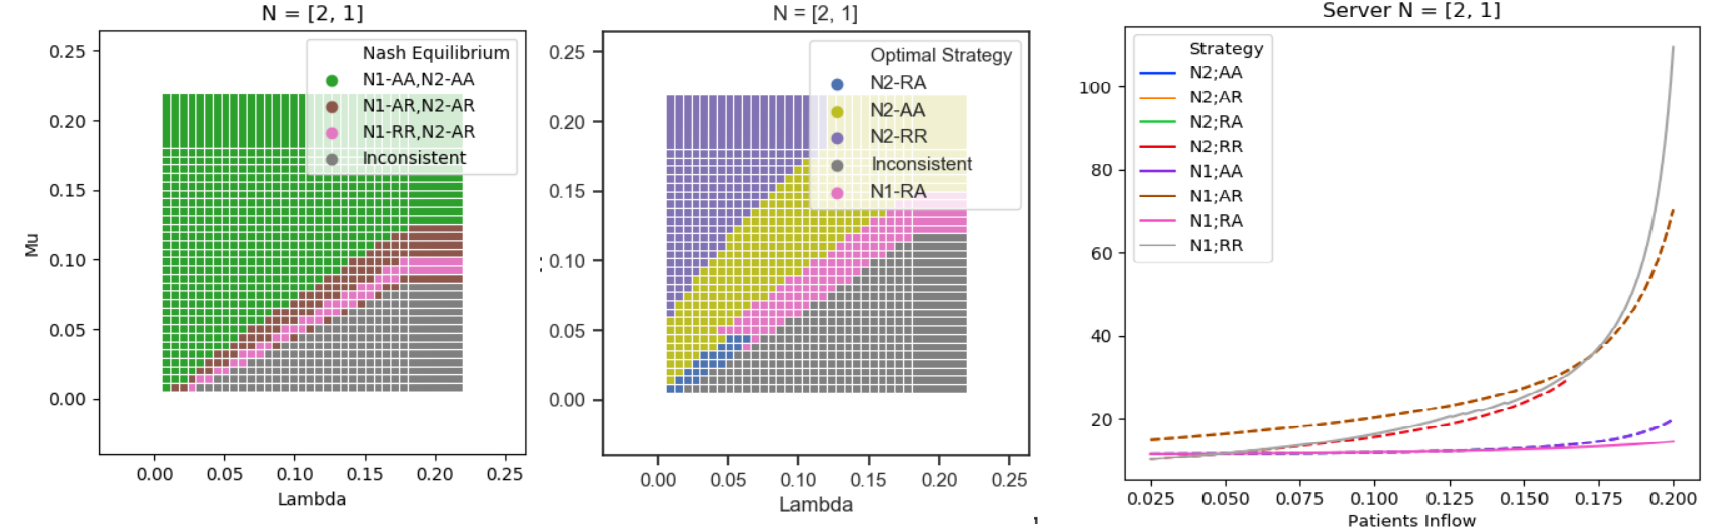 N = [2, 1]
Nash Equilibrium
N1-AA,N2-AA
N1-AR,N2-AR
N1-RR,N2-AR
Inconsistent
0.25
0.20
0.15
0.10
0.05
0.00
Mu
0.00 0.05 0.10 0.15 0.20 0.25
Lambda
N = [2, 1]
Optimal Strategy
N2-RA
N2-AA
N2-RR
Inconsistent
N1-RA
0.25
0.20
0.15
0.10
0.05
0.00
0.00 0.05 0.10 0.15 0.20 0.25
Lambda
Server N = [2, 1]
Strategy
N2;AA
N2;AR
N2;RA
N2;RR
N1;AA
N1;AR
N1;RA
N1;RR
100
80
60
40
20
0.025 0.050 0.075 0.100 0.125 0.150 0.175 0.200
Patients Inflow